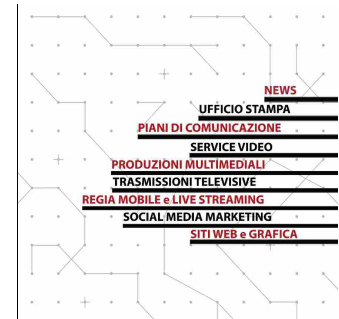 NEWS
UFFICIO STAMPA
PIANI DI COMUNICAZIONE
SERVICE VIDEO
PRODUZIONI MULTIMEDIALI
TRASMISSIONI TELEVISIVE
REGIA MOBILE e LIVE STREAMING
SOCIAL MEDIA MARKETING
SITI WEB e GRAFICA